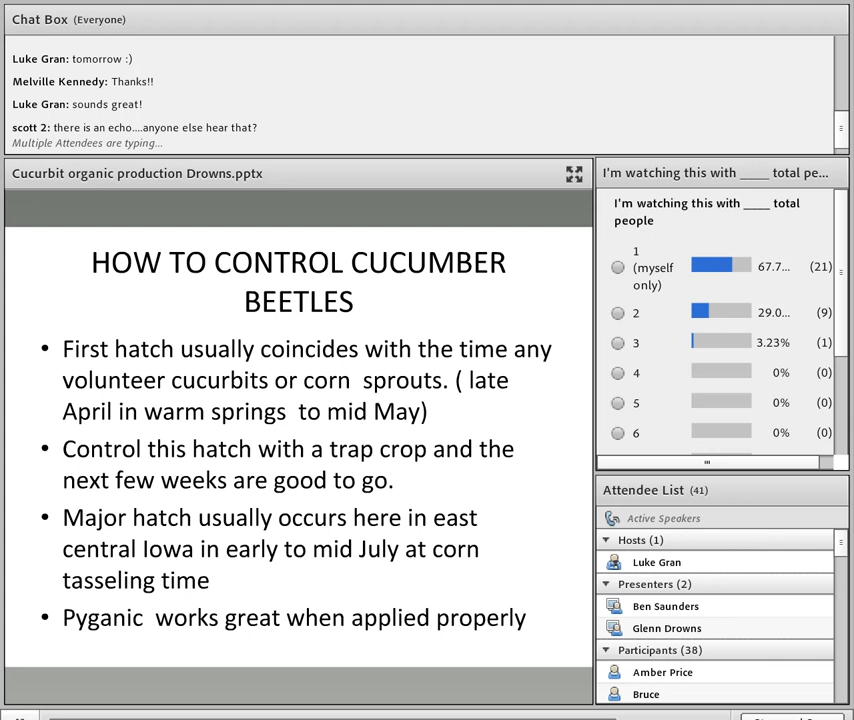 Chat Box (Everyone)
Luke Gran: tomorrow :)
Melville Kennedy: Thanks!!
Luke Gran: sounds great!
scott 2: there is an echo....anyone else hear that?
Multiple Attendees are typing...
Cucurbit organic production Drowns.pptx
HOW TO CONTROL CUCUMBER
BEETLES
• First hatch usually coincides with the time any
volunteer cucurbits or corn  sprouts. ( late
April in warm springs  to mid May)
• Control this hatch with a trap crop and the
next few weeks are good to go.
• Major hatch usually occurs here in east
central Iowa in early to mid July at corn
tasseling time
• Pyganic  works great when applied properly
I'm watching this with ____ total pe...
I'm watching this with ____ total
people
1
(myself
only)
67.7... (21)
2 29.0... (9)
3 3.23% (1)
4 0% (0)
5 0% (0)
6 0% (0)
Attendee List (41)
Active Speakers
Hosts (1)
Luke Gran
Presenters (2)
Ben Saunders
Glenn Drowns
Participants (38)
Amber Price
Bruce